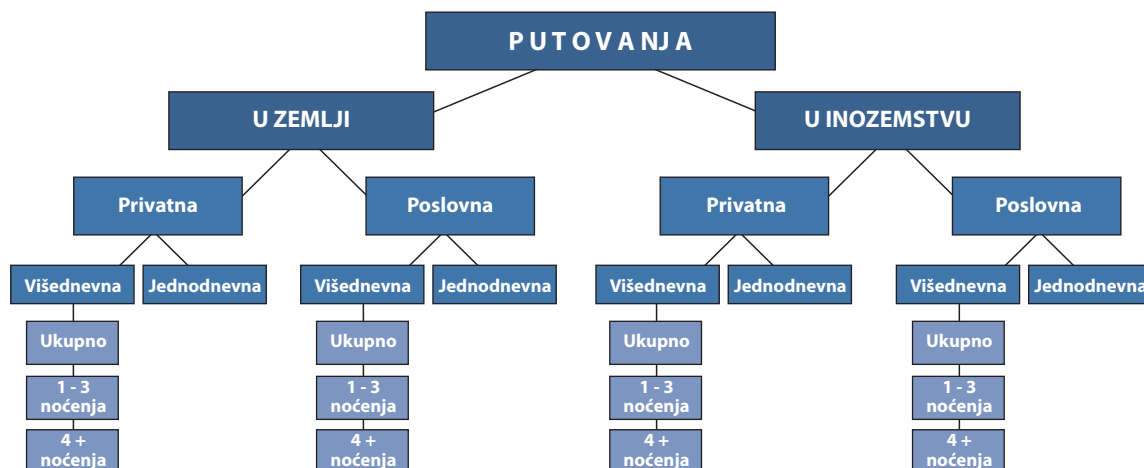 PUTOVANJA
U ZEMLJI
U INOZEMSTVU
Privatna
Poslovna
Privatna
Poslovna
Višednevna
Jednodnevna
Višednevna
Jednodnevna
Višednevna
Jednodnevna
Višednevna
Jednodnevna
Ukupno
Ukupno
Ukupno
Ukupno
1 - 3
noćenja
1 - 3
noćenja
1 - 3
noćenja
1 - 3
noćenja
4 +
noćenja
4 +
noćenja
4 +
noćenja
4 +
noćenja